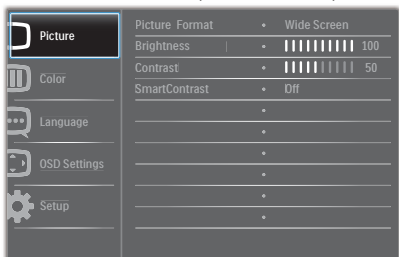 Picture
Color
Language
OSD Settings
Setup
Picture Format • Wide Screen
Brightness • 100
Contrast • 50
SmartContrast • Off